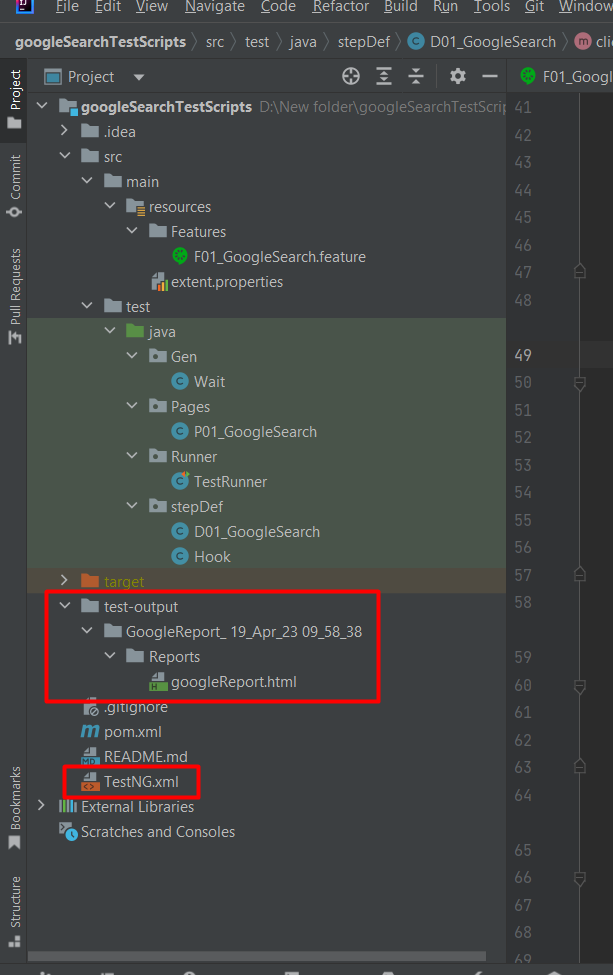 File Edit View Navigate Code Refactor Build Run Tools Git Window
googleSearchTestScripts src test java stepDef D01_GoogleSearch m cli
Project
F01_Googl
googleSearchTestScripts D:\New folder\googleSearchTestScrip
.idea
src
main
resources
Features
F01_GoogleSearch.feature
extent.properties
test
java
Gen
Wait
Pages
P01_GoogleSearch
Runner
TestRunner
stepDef
D01_GoogleSearch
Hook
target
test-output
GoogleReport_ 19_Apr_23 09_58_38
Reports
googleReport.html
.gitignore
pom.xml
README.md
TestNG.xml
External Libraries
Scratches and Consoles
Project
Commit
Pull Requests
Bookmarks
Structure
41
42
43
44
45
46
47
48
49
50
51
52
53
54
55
56
57
58
59
60
61
62
63
64
65
66
67
68
69